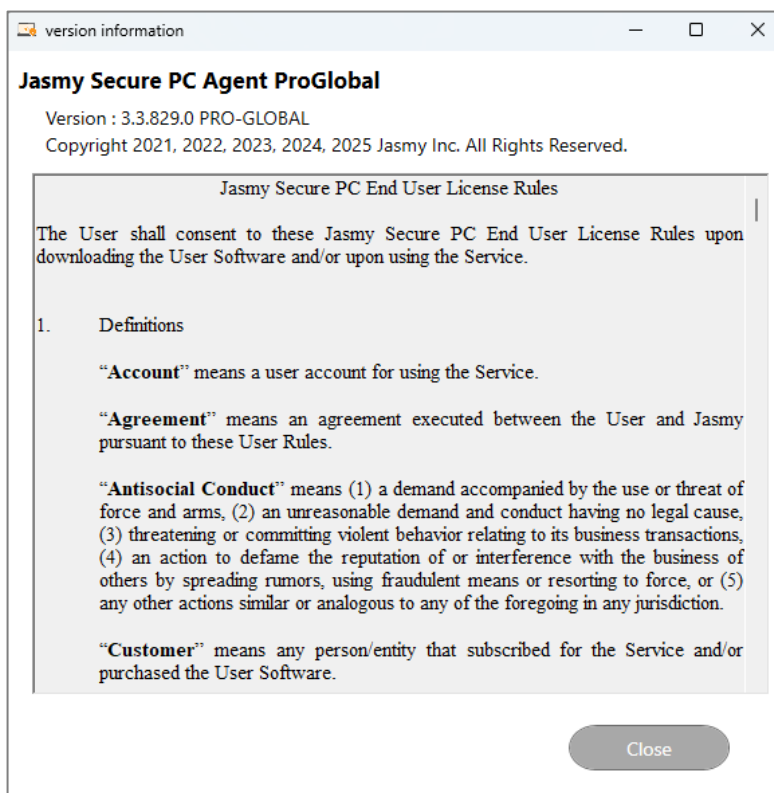 version information
Jasmy Secure PC Agent ProGlobal
Version : 3.3.829.0 PRO-GLOBAL
Copyright 2021, 2022, 2023, 2024, 2025 Jasmy Inc. All Rights Reserved.
Jasmy Secure PC End User License Rules
The User shall consent to these Jasmy Secure PC End User License Rules upon
downloading the User Software and/or upon using the Service.
1. Definitions
“Account” means a user account for using the Service.
“Agreement” means an agreement executed between the User and Jasmy
pursuant to these User Rules.
“Antisocial Conduct” means (1) a demand accompanied by the use or threat of
force and arms, (2) an unreasonable demand and conduct having no legal cause,
(3) threatening or committing violent behavior relating to its business transactions,
(4) an action to defame the reputation of or interference with the business of
others by spreading rumors, using fraudulent means or resorting to force, or (5)
any other actions similar or analogous to any of the foregoing in any jurisdiction.
“Customer” means any person/entity that subscribed for the Service and/or
purchased the User Software.
Close